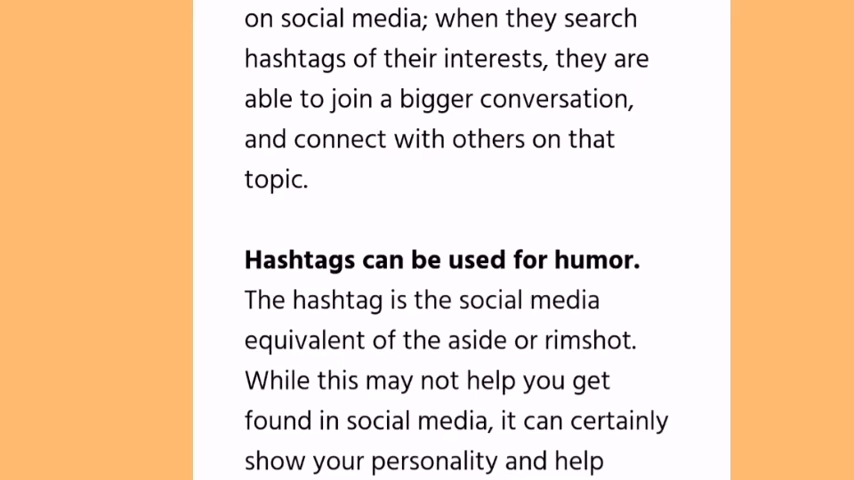 on social media; when they search
hashtags of their interests, they are
able to join a bigger conversation,
and connect with others on that
topic.
Hashtags can be used for humor.
The hashtag is the social media
equivalent of the aside or rimshot.
While this may not help you get
found in social media, it can certainly
show your personality and help